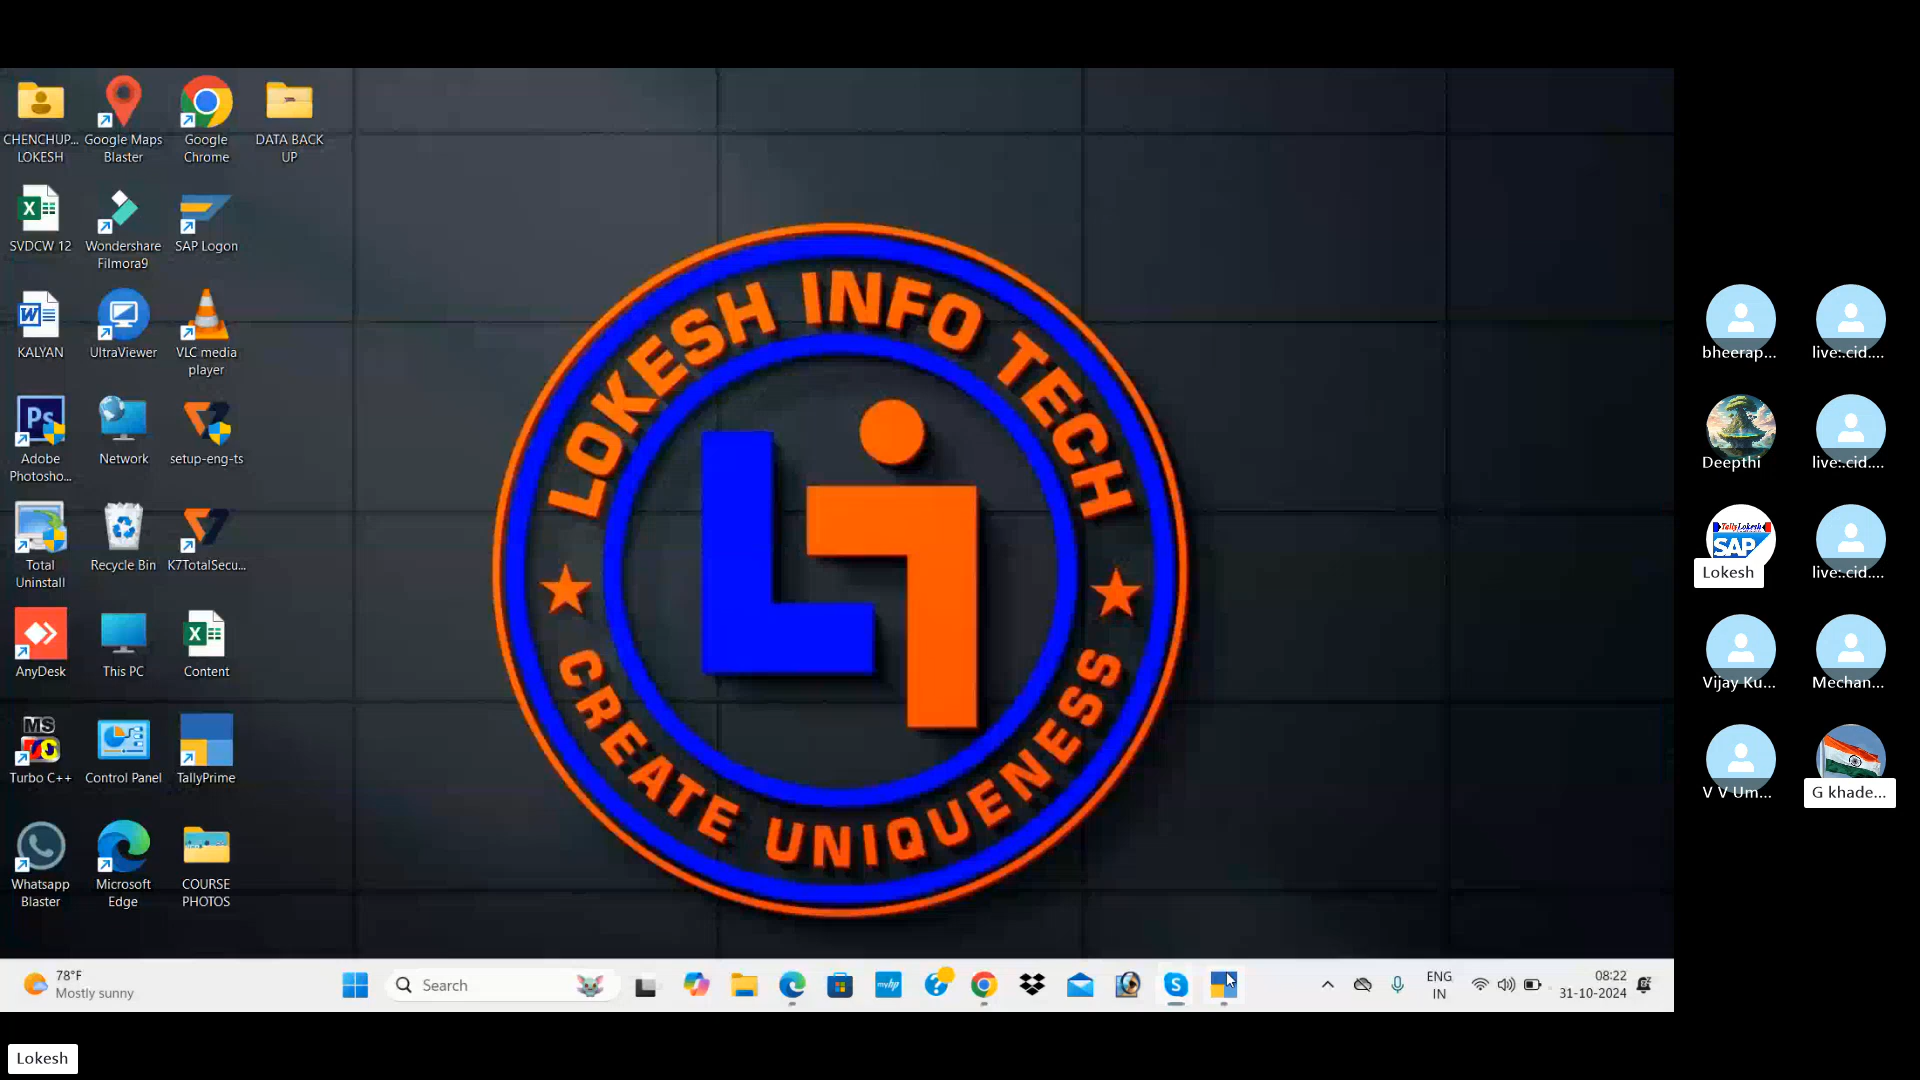 CHENCHUP...
LOKESH
Google Maps
Blaster
Google
Chrome
DATA BACK
UP
SVDCW 12
Wondershare
Filmora9
SAP Logon
KALYAN
UltraViewer
VLC media
player
Ps
Adobe
Photosho...
Network
setup-eng-ts
Total
Uninstall
Recycle Bin
K7TotalSecu...
AnyDesk
This PC
Content
MS
Turbo C++
Control Panel
TallyPrime
Whatsapp
Blaster
Microsoft
Edge
COURSE
PHOTOS
LOKESH INFO TECH
CREATE UNIQUENESS
bheerap...
live:.cid....
Deepthi
live:.cid....
TallyLokesh
SAP
Lokesh
live:.cid....
Vijay Ku...
Mechan...
V V Um...
G khade...
78°F
Mostly sunny
Search
myhp
ENG
IN
08:22
31-10-2024
Lokesh